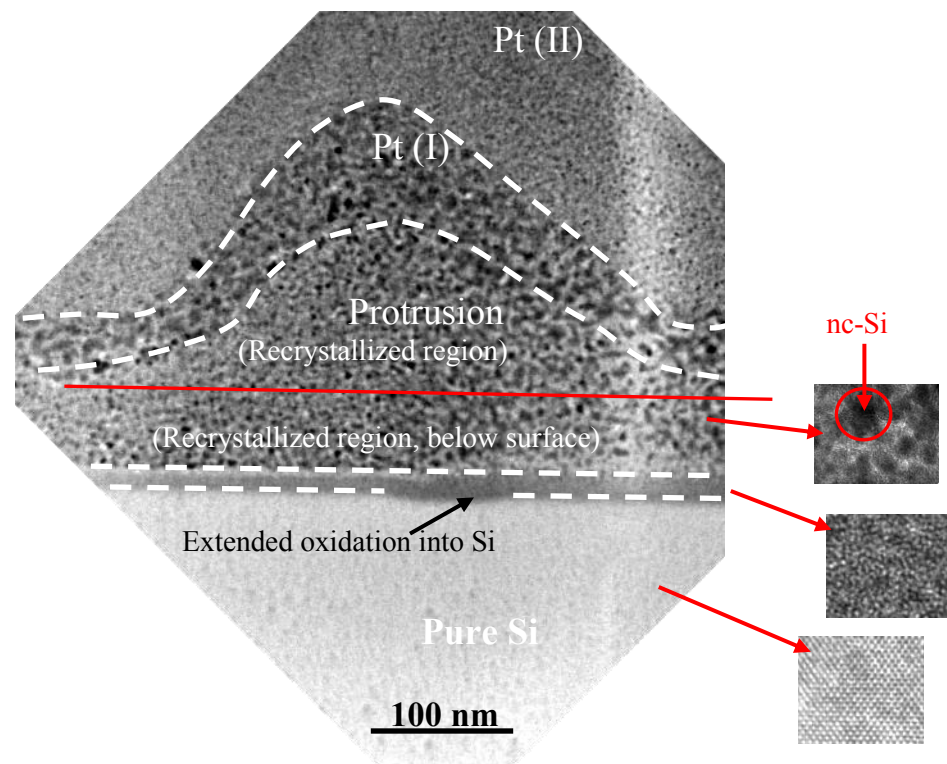 Pt (II)
Pt (I)
Protrusion
(Recrystallized region)
nc-Si
(Recrystallized region, below surface)
Extended oxidation into Si
Pure Si
100 nm